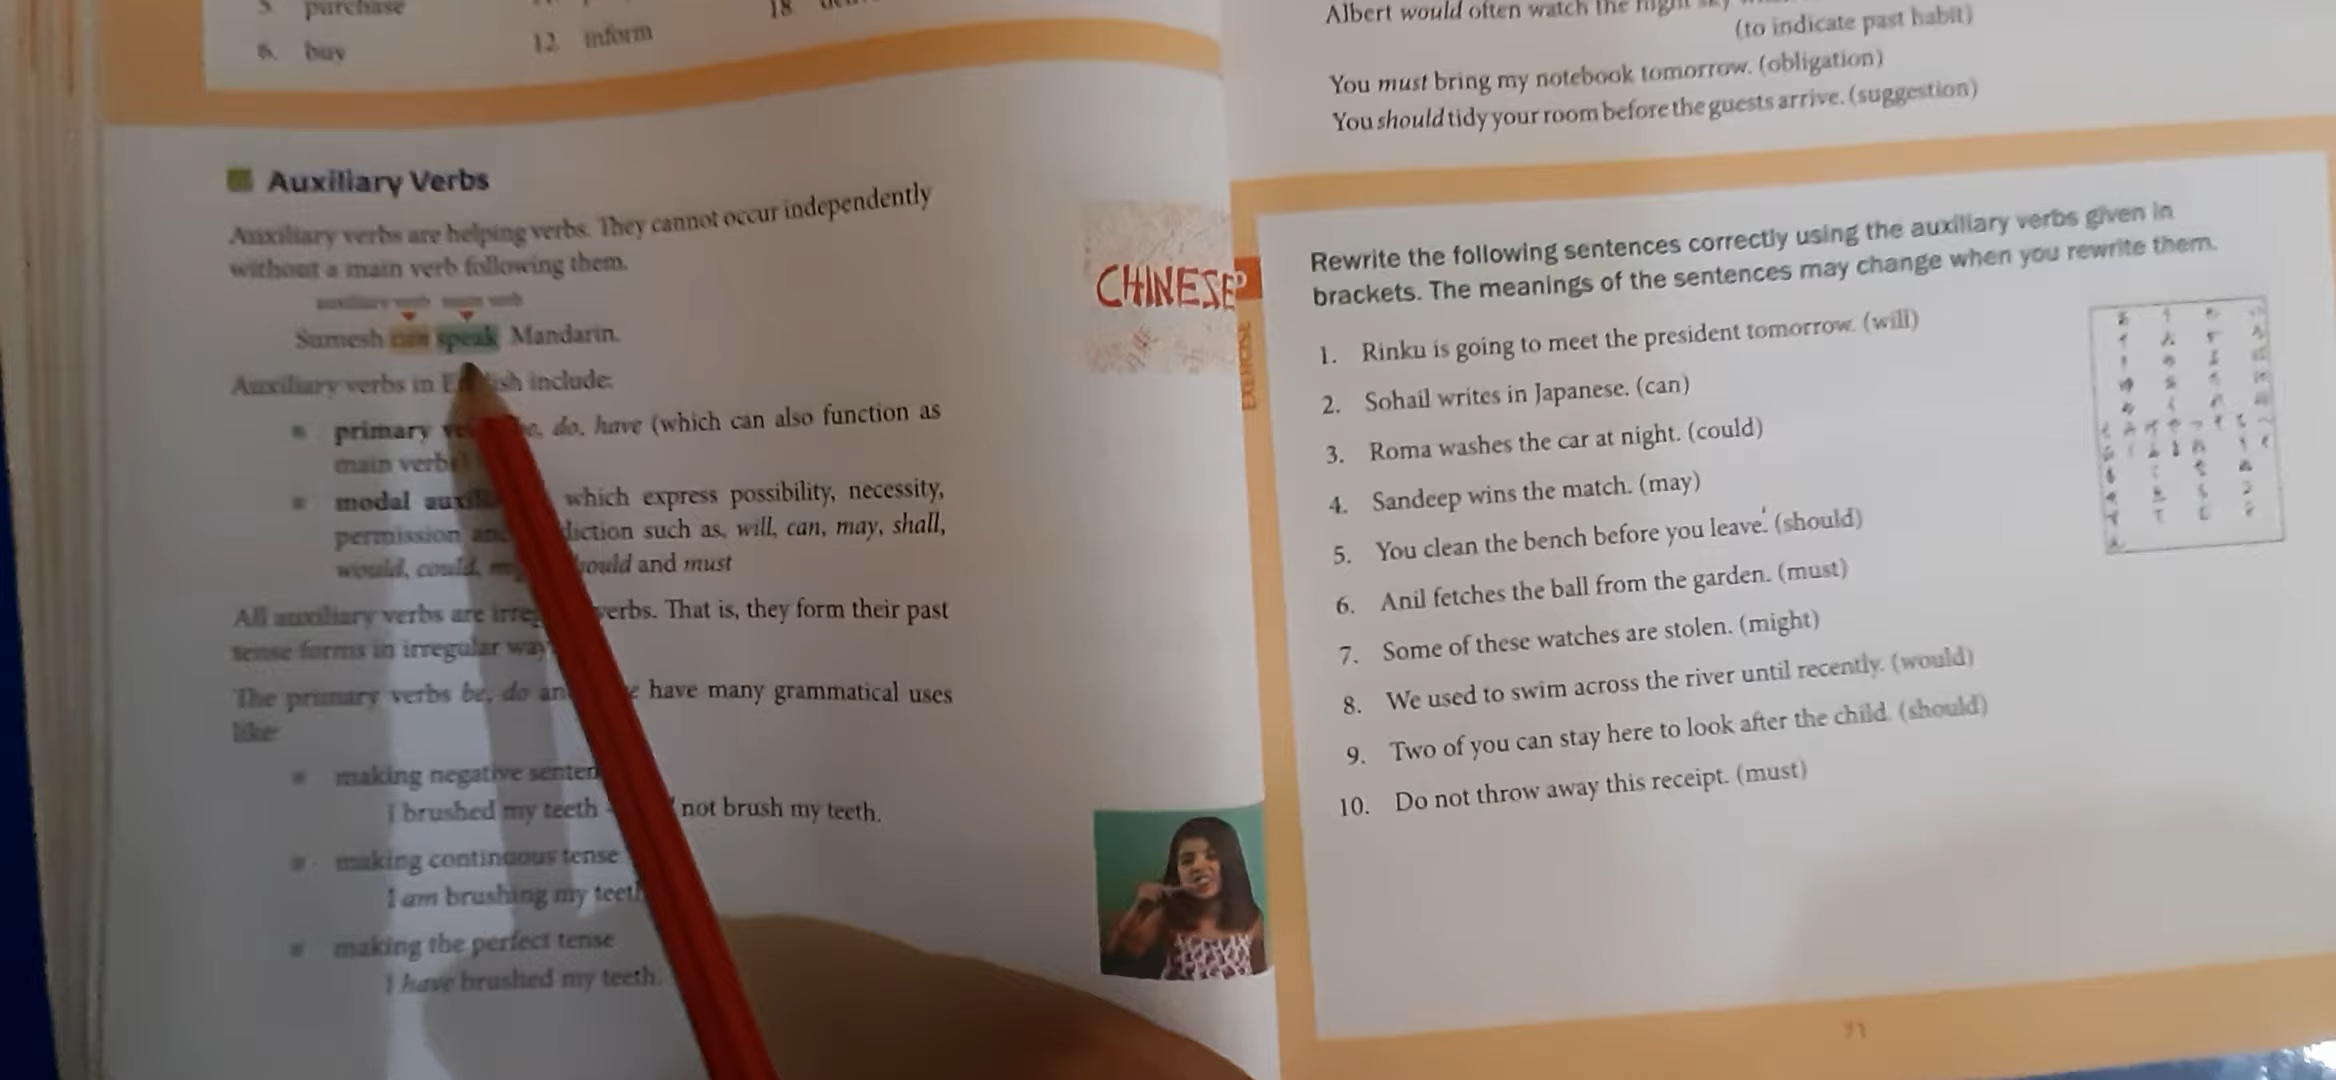 5. purchase
6. buy
12. inform
18.
Auxiliary Verbs
Auxiliary verbs are helping verbs. They cannot occur independently
without a main verb following them.
auxiliary verb main verb
Sumesh can speak Mandarin.
Auxiliary verbs in include:
primary do, have (which can also function as
main verbs
modal which express possibility, necessity,
permission such as, will, can, may, shall,
would, could, and must
All auxiliary verbs are verbs. That is, they form their past
tense forms in irregular
The primary verbs be, do have many grammatical uses
like
making negative
I brushed my teeth not brush my teeth.
making continuous tense
I am brushing my
making the perfect tense
I have brushed my teeth.
CHINESE
Albert would often watch the
(to indicate past habit)
You must bring my notebook tomorrow. (obligation)
You should tidy your room before the guests arrive. (suggestion)
EXERCISE
Rewrite the following sentences correctly using the auxiliary verbs given in
brackets. The meanings of the sentences may change when you rewrite them.
1. Rinku is going to meet the president tomorrow. (will)
2. Sohail writes in Japanese. (can)
3. Roma washes the car at night. (could)
4. Sandeep wins the match. (may)
5. You clean the bench before you leave. (should)
6. Anil fetches the ball from the garden. (must)
7. Some of these watches are stolen. (might)
8. We used to swim across the river until recently. (would)
9. Two of you can stay here to look after the child. (should)
10. Do not throw away this receipt. (must)